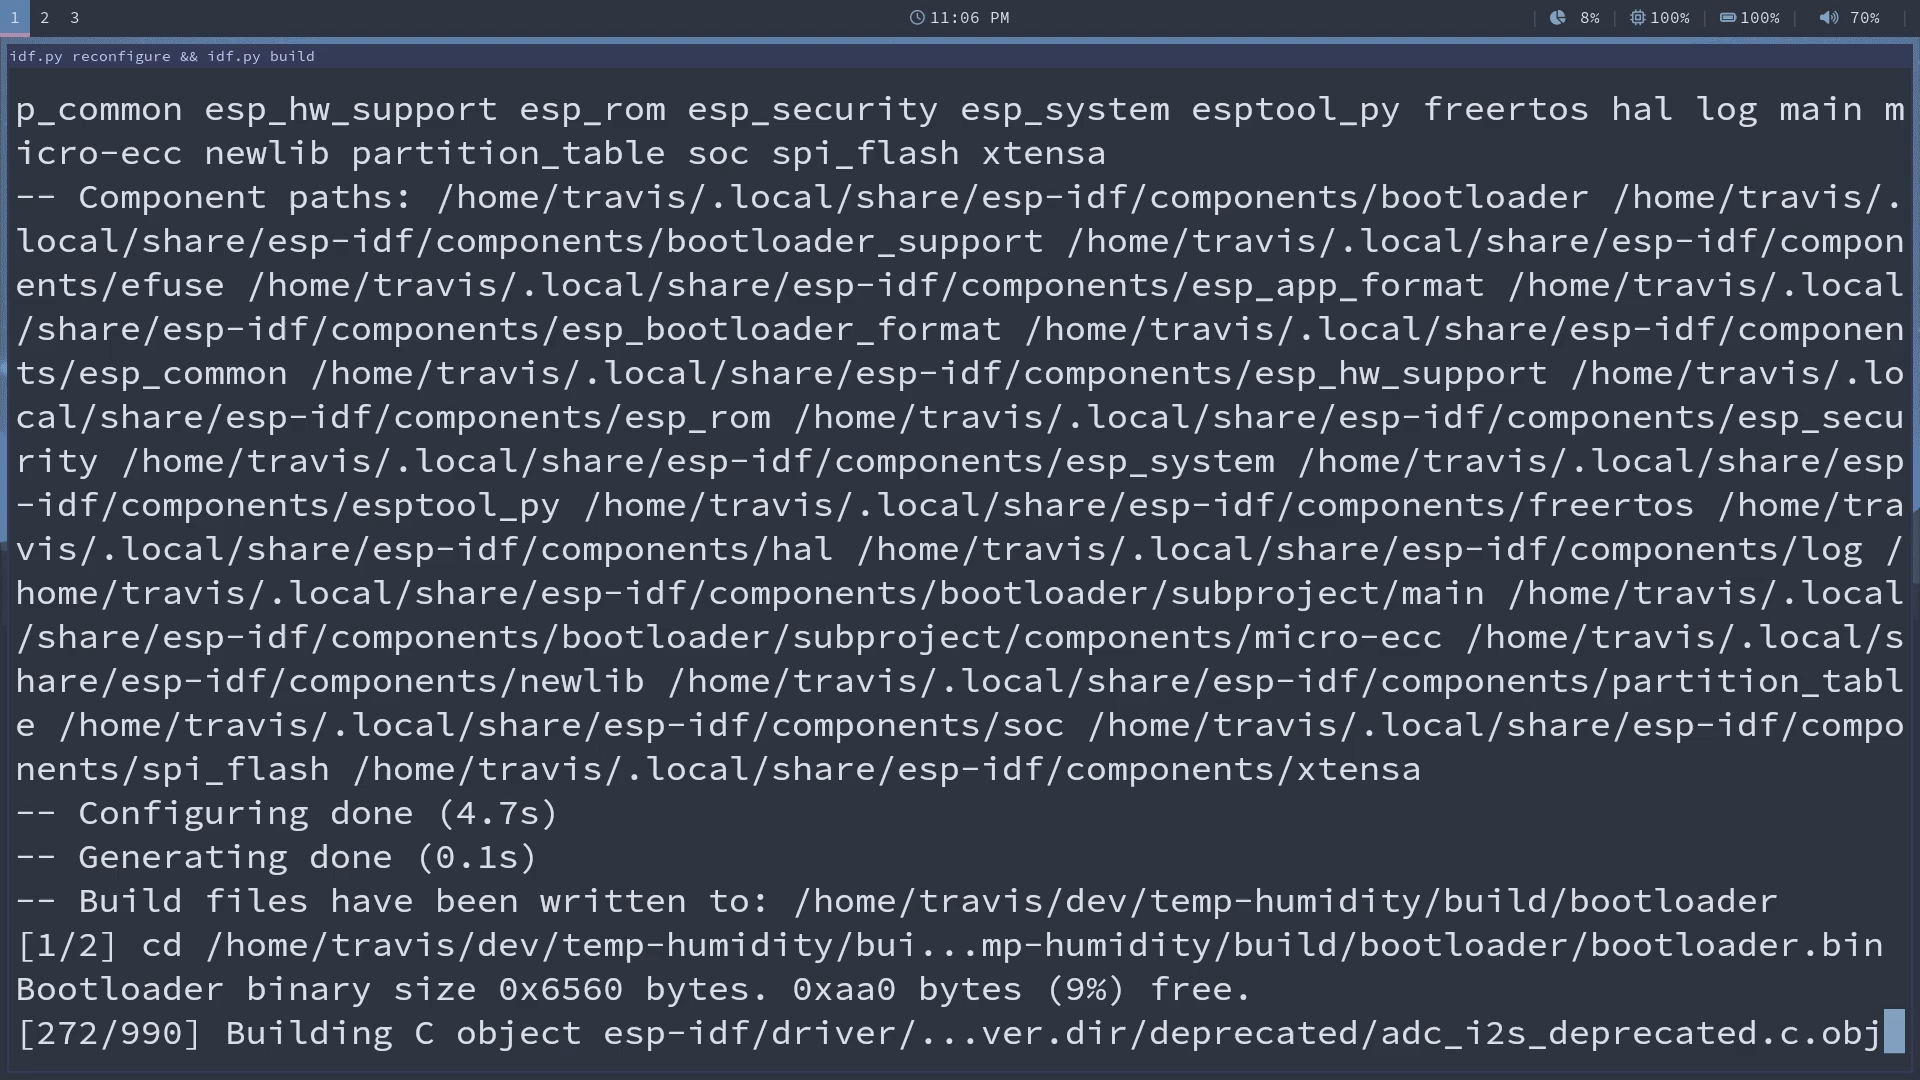 1 2 3 11:06 PM | 8% | 100% | 100% | 70% |
idf.py reconfigure && idf.py build
p_common esp_hw_support esp_rom esp_security esp_system esptool_py freertos hal log main m
icro-ecc newlib partition_table soc spi_flash xtensa
-- Component paths: /home/travis/.local/share/esp-idf/components/bootloader /home/travis/.
local/share/esp-idf/components/bootloader_support /home/travis/.local/share/esp-idf/compon
ents/efuse /home/travis/.local/share/esp-idf/components/esp_app_format /home/travis/.local
/share/esp-idf/components/esp_bootloader_format /home/travis/.local/share/esp-idf/componen
ts/esp_common /home/travis/.local/share/esp-idf/components/esp_hw_support /home/travis/.lo
cal/share/esp-idf/components/esp_rom /home/travis/.local/share/esp-idf/components/esp_secu
rity /home/travis/.local/share/esp-idf/components/esp_system /home/travis/.local/share/esp
-idf/components/esptool_py /home/travis/.local/share/esp-idf/components/freertos /home/tra
vis/.local/share/esp-idf/components/hal /home/travis/.local/share/esp-idf/components/log /
home/travis/.local/share/esp-idf/components/bootloader/subproject/main /home/travis/.local
/share/esp-idf/components/bootloader/subproject/components/micro-ecc /home/travis/.local/s
hare/esp-idf/components/newlib /home/travis/.local/share/esp-idf/components/partition_tabl
e /home/travis/.local/share/esp-idf/components/soc /home/travis/.local/share/esp-idf/compo
nents/spi_flash /home/travis/.local/share/esp-idf/components/xtensa
-- Configuring done (4.7s)
-- Generating done (0.1s)
-- Build files have been written to: /home/travis/dev/temp-humidity/build/bootloader
[1/2] cd /home/travis/dev/temp-humidity/bui...mp-humidity/build/bootloader/bootloader.bin
Bootloader binary size 0x6560 bytes. 0xaa0 bytes (9%) free.
[272/990] Building C object esp-idf/driver/...ver.dir/deprecated/adc_i2s_deprecated.c.obj